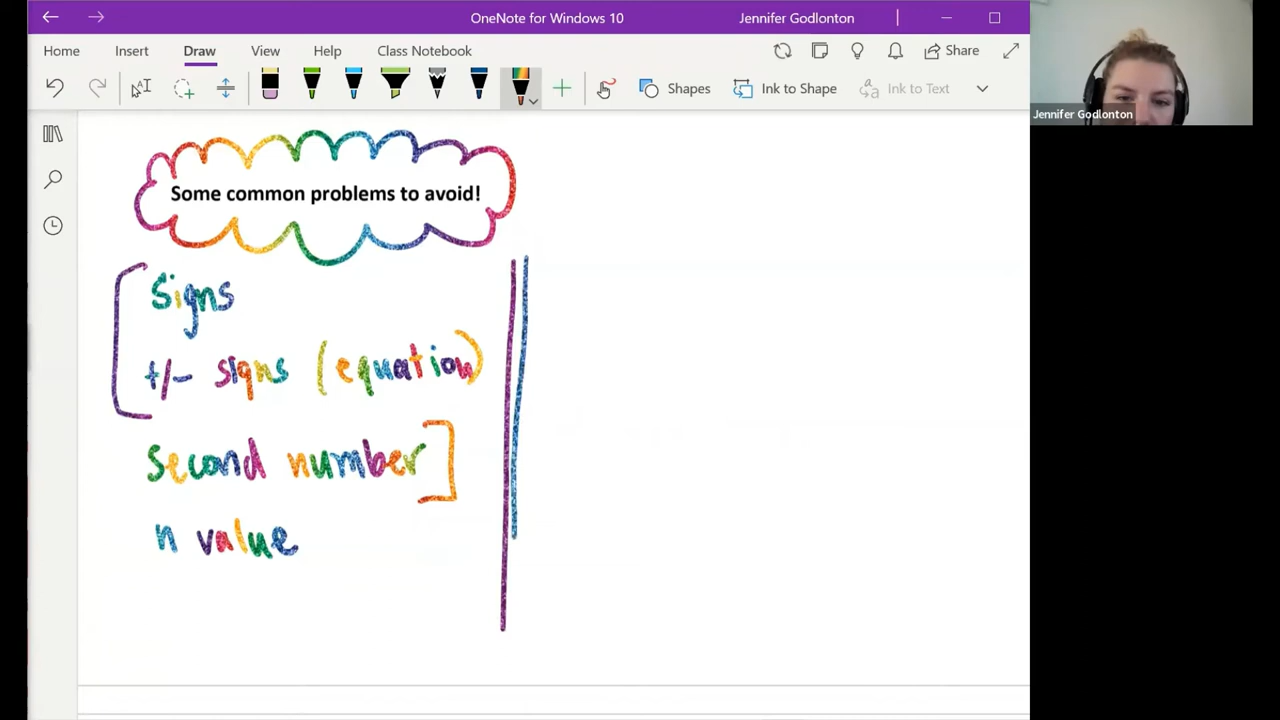 OneNote for Windows 10
Jennifer Godlonton
Home Insert Draw View Help Class Notebook
Share
Shapes
Ink to Shape
Ink to Text
Jennifer Godlonton
Some common problems to avoid!
Signs
+/- signs (equation)
second number]
n value